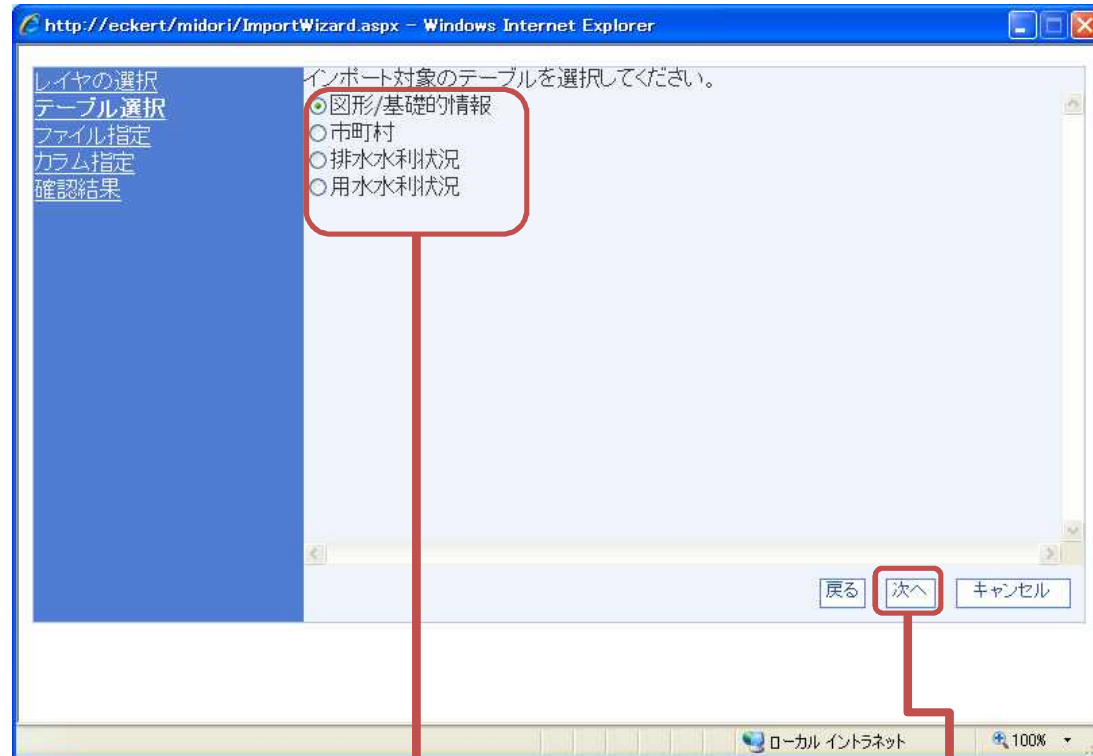 http://eckert/midori/ImportWizard.aspx - Windows Internet Explorer
レイヤの選択
テーブル選択
ファイル指定
カラム指定
確認結果
インポート対象のテーブルを選択してください。
図形/基礎的情報
市町村
排水水利状況
用水水利状況
戻る
次へ
キャンセル
ローカル イントラネット
100%